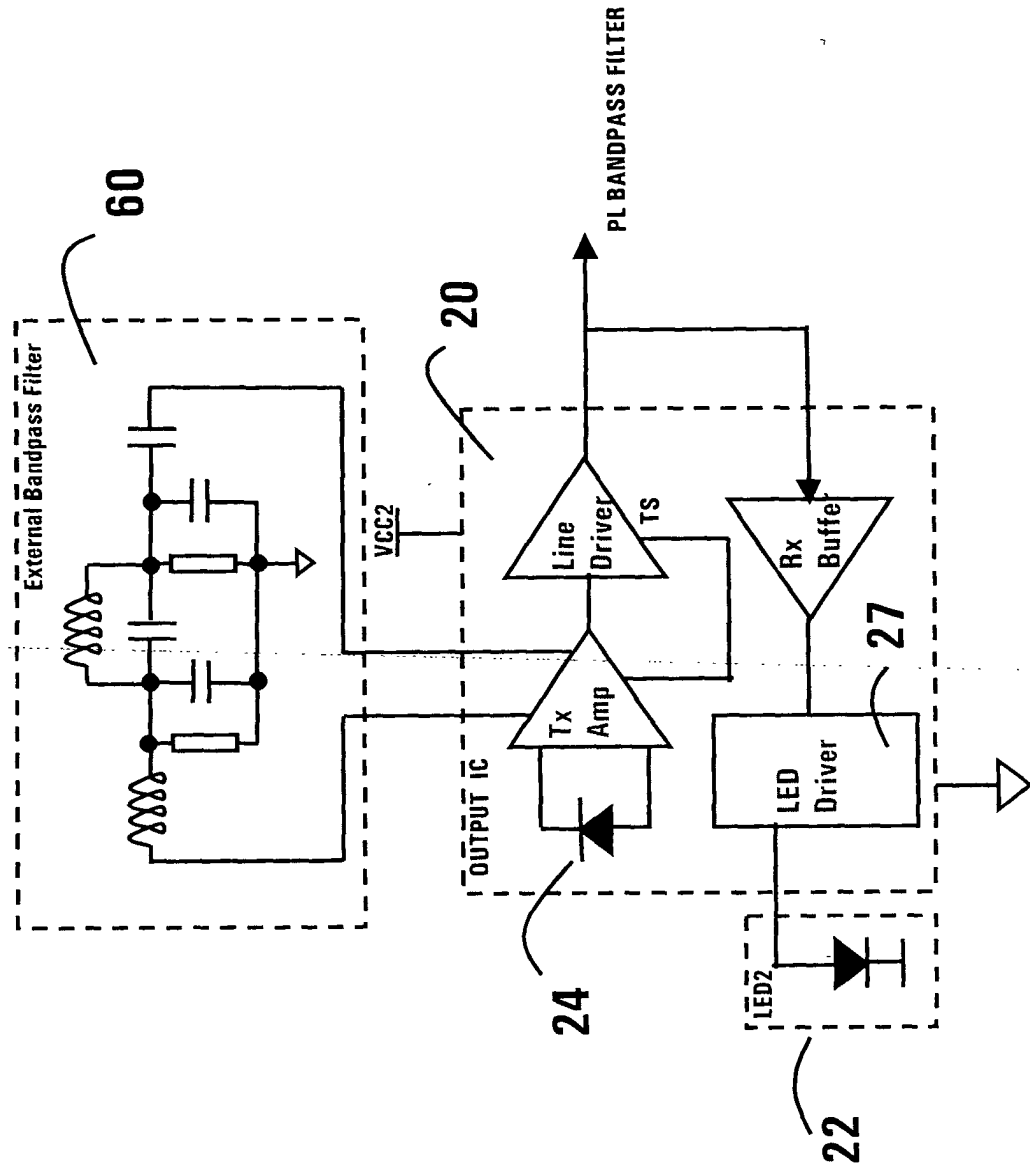 60
External Bandpass Filter
20
VCC2
PL BANDPASS FILTER
OUTPUT IC
Tx
Amp
Line
Driver
TS
24
Rx
Buffer
27
LED
Driver
LED2
22